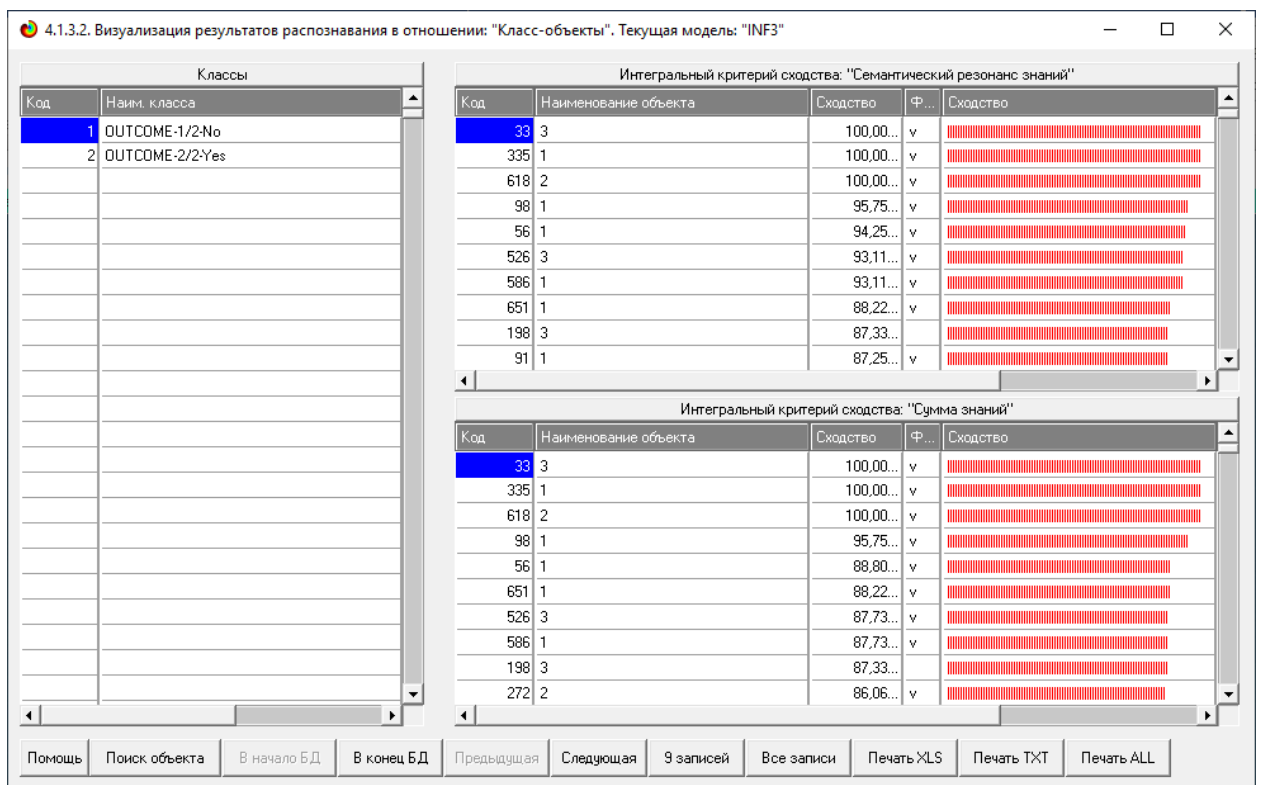 4.1.3.2. Визуализация результатов распознавания в отношении: "Класс-объекты". Текущая модель: "INF3"
Классы
Код Наим. класса
1 OUTCOME-1/2-No
2 OUTCOME-2/2-Yes
Интегральный критерий сходства: "Семантический резонанс знаний"
Код Наименование объекта Сходство Ф... Сходство
33 3 100,00... v
335 1 100,00... v
618 2 100,00... v
98 1 95,75... v
56 1 94,25... v
526 3 93,11... v
586 1 93,11... v
651 1 88,22... v
198 3 87,33...
91 1 87,25... v
Интегральный критерий сходства: "Сумма знаний"
Код Наименование объекта Сходство Ф... Сходство
33 3 100,00... v
335 1 100,00... v
618 2 100,00... v
98 1 95,75... v
56 1 88,80... v
651 1 88,22... v
526 3 87,73... v
586 1 87,73... v
198 3 87,33...
272 2 86,06... v
Помощь Поиск объекта В начало БД В конец БД Предыдущая Следующая 9 записей Все записи Печать XLS Печать TXT Печать ALL